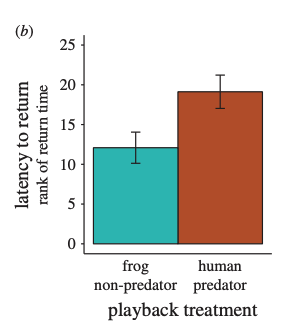 (b)
latency to return
rank of return time
25
20
15
10
5
0
frog
non-predator
human
predator
playback treatment